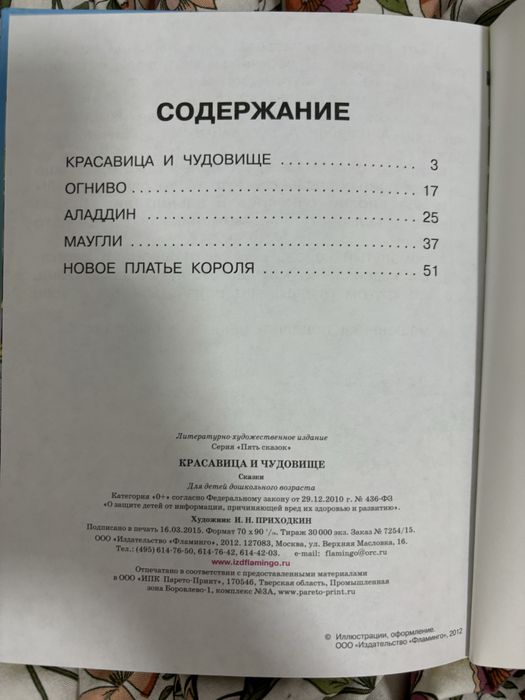 СОДЕРЖАНИЕ
КРАСАВИЦА И ЧУДОВИЩЕ ................. 3
ОГНИВО ................................ 17
АЛАДДИН .............................. 25
МАУГЛИ ................................ 37
НОВОЕ ПЛАТЬЕ КОРОЛЯ .................. 51
Литературно-художественное издание
Серия «Пять сказок»
КРАСАВИЦА И ЧУДОВИЩЕ
Сказки
Для детей дошкольного возраста
Категория «0+» согласно Федеральному закону от 29.12.2010 г. № 436-ФЗ
«О защите детей от информации, причиняющей вред их здоровью к развитию».
Художник И. Н. ПРИХОДКИН
Подписано в печать 16.03.2015. Формат 70 х 90 1/16. Тираж 30 000 экз. Заказ № 7254/15.
ООО «Издательство «Фламинго», 2012. 127083, Москва, ул. Верхняя Масловка, 16.
Тел.: (495) 614-76-50, 614-76-42, 614-42-03. e-mail: flamingo@orc.ru
www.izdflamingo.ru
Отпечатано в соответствии с предоставленными материалами
в ООО «ИПК Парето-Принт», 170546, Тверская область, Промышленная
зона Боровлево-1, комплекс №3А, www.pareto-print.ru
© Иллюстрации, оформление.
ООО «Издательство «Фламинго», 2012